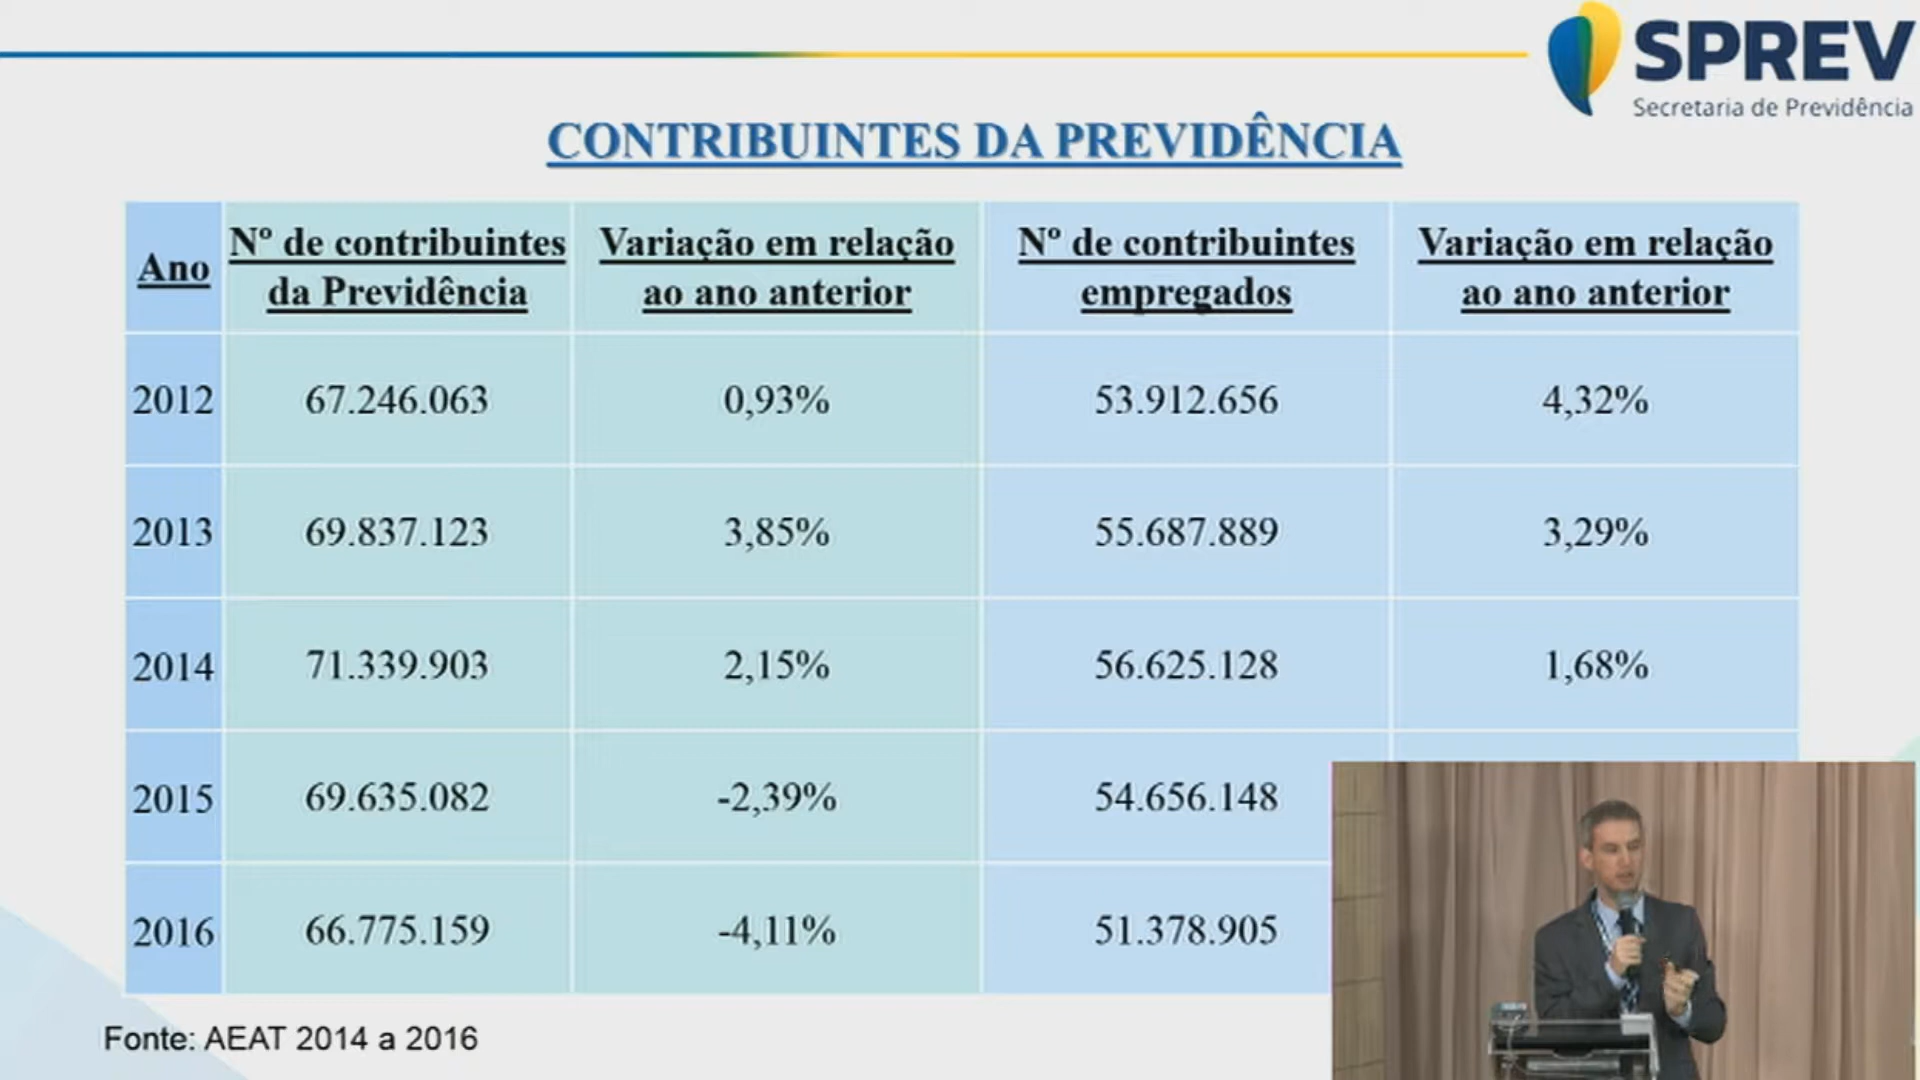 SPREV
Secretaria de Previdência
CONTRIBUINTES DA PREVIDÊNCIA
Ano
Nº de contribuintes
da Previdência
Variação em relação
ao ano anterior
Nº de contribuintes
empregados
Variação em relação
ao ano anterior
2012 67.246.063 0,93% 53.912.656 4,32%
2013 69.837.123 3,85% 55.687.889 3,29%
2014 71.339.903 2,15% 56.625.128 1,68%
2015 69.635.082 -2,39% 54.656.148
2016 66.775.159 -4,11% 51.378.905
Fonte: AEAT 2014 a 2016